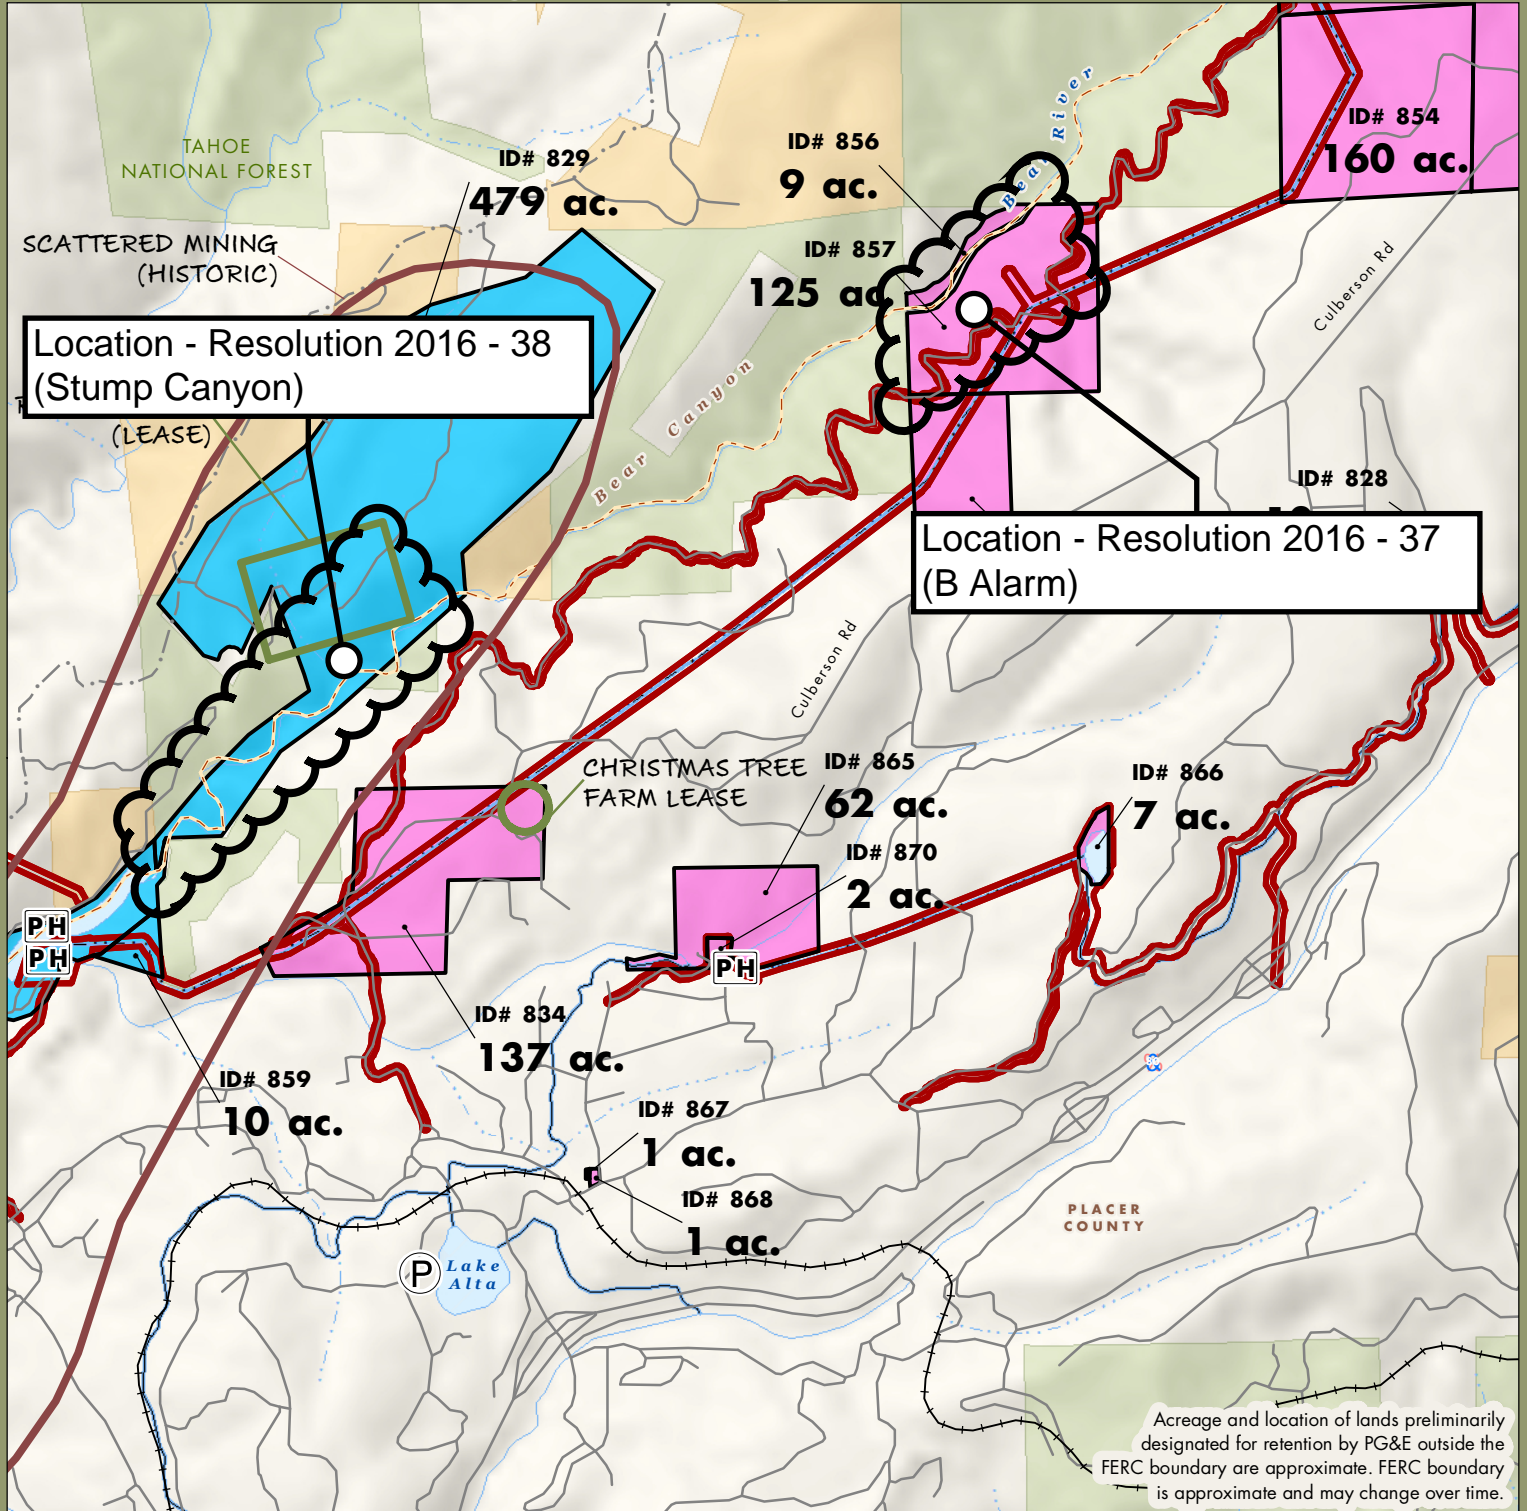 TAHOE
NATIONAL FOREST
ID# 829
479 ac.
SCATTERED MINING
(HISTORIC)
Location - Resolution 2016 - 38
(Stump Canyon)
(LEASE)
Bear River
ID# 856
9 ac.
ID# 857
125 ac.
ID# 854
160 ac.
Culberson Rd
Bear Canyon
ID# 828
Location - Resolution 2016 - 37
(B Alarm)
Culberson Rd
CHRISTMAS TREE
FARM LEASE
ID# 865
62 ac.
ID# 866
7 ac.
ID# 870
2 ac.
PH
PH
PH
ID# 834
137 ac.
ID# 859
10 ac.
ID# 867
1 ac.
ID# 868
1 ac.
P
Lake
Alta
PLACER
COUNTY
Acreage and location of lands preliminarily
designated for retention by PG&E outside the
FERC boundary are approximate. FERC boundary
is approximate and may change over time.